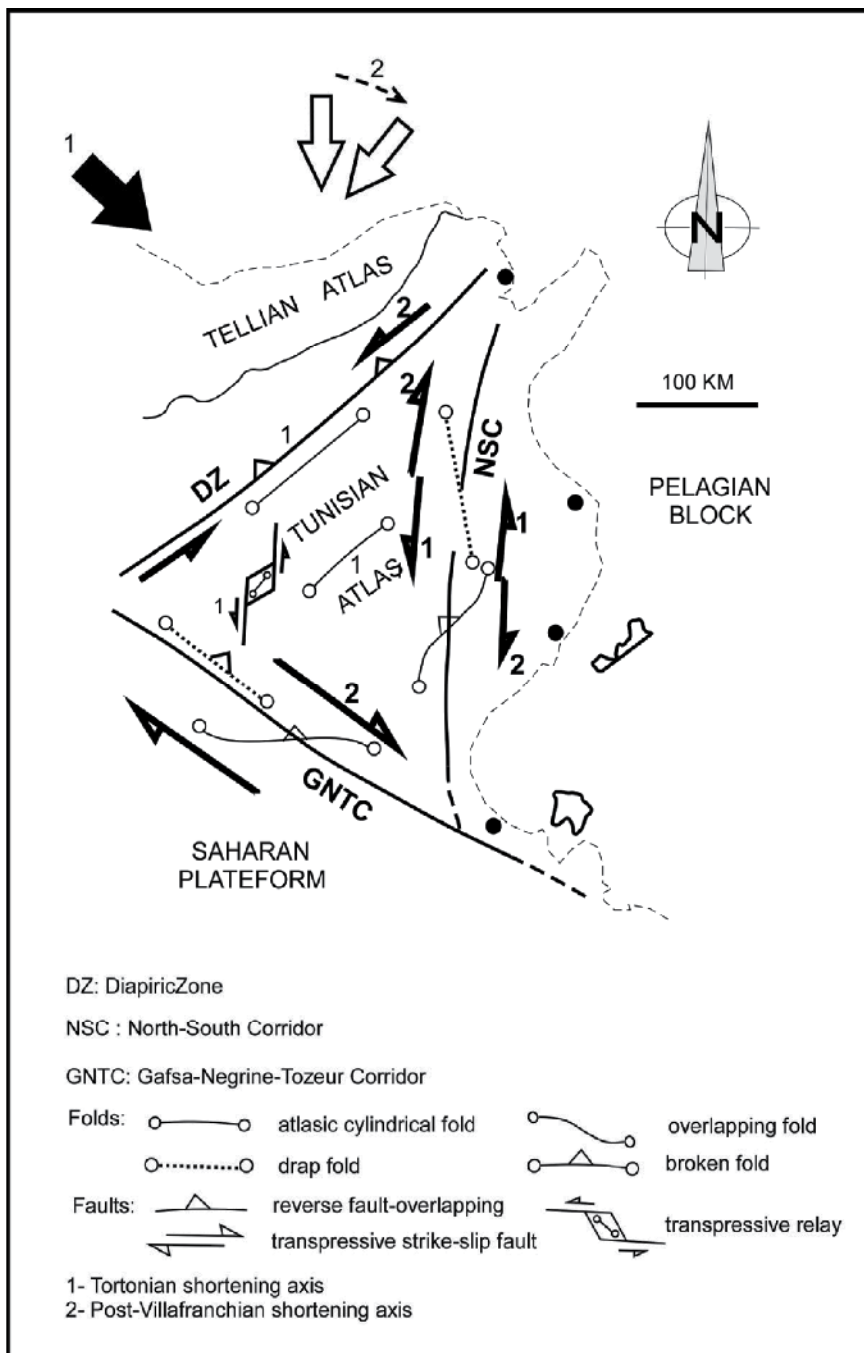 2
1
N
TELLIAN ATLAS
2
100 KM
2
NSC
1
DZ
PELAGIAN
BLOCK
TUNISIAN
1
1
1
ATLAS
1
2
2
GNTC
SAHARAN
PLATEFORM
DZ: DiapiricZone
NSC : North-South Corridor
GNTC: Gafsa-Negrine-Tozeur Corridor
Folds: atlasic cylindrical fold overlapping fold
drap fold broken fold
Faults: reverse fault-overlapping
transpressive strike-slip fault transpressive relay
1- Tortonian shortening axis
2- Post-Villafranchian shortening axis